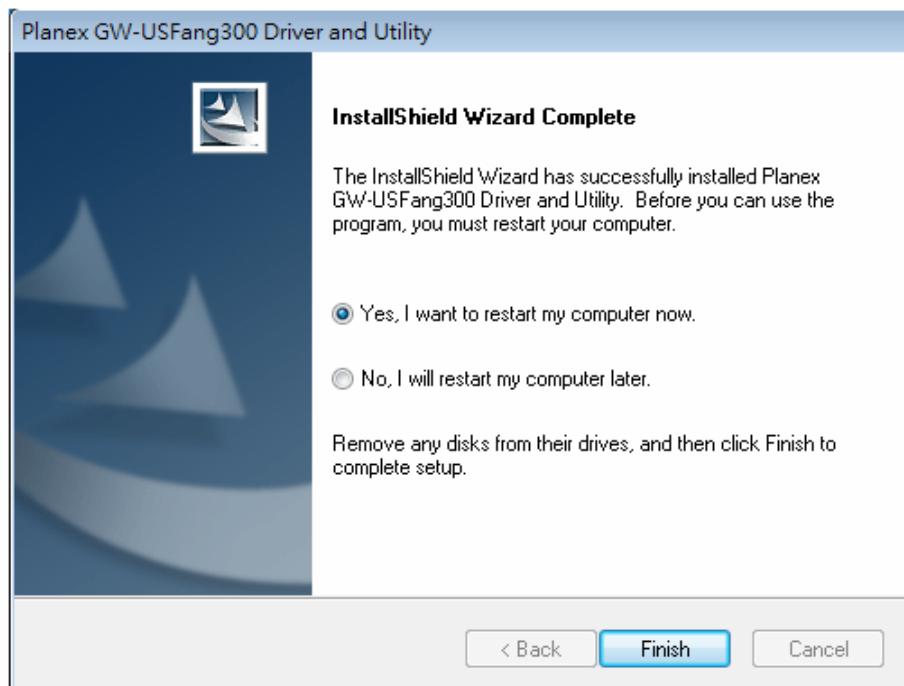 Planex GW-USFang300 Driver and Utility
InstallShield Wizard Complete
The InstallShield Wizard has successfully installed Planex
GW-USFang300 Driver and Utility.  Before you can use the
program, you must restart your computer.
Yes, I want to restart my computer now.
No, I will restart my computer later.
Remove any disks from their drives, and then click Finish to
complete setup.
< Back
Finish
Cancel